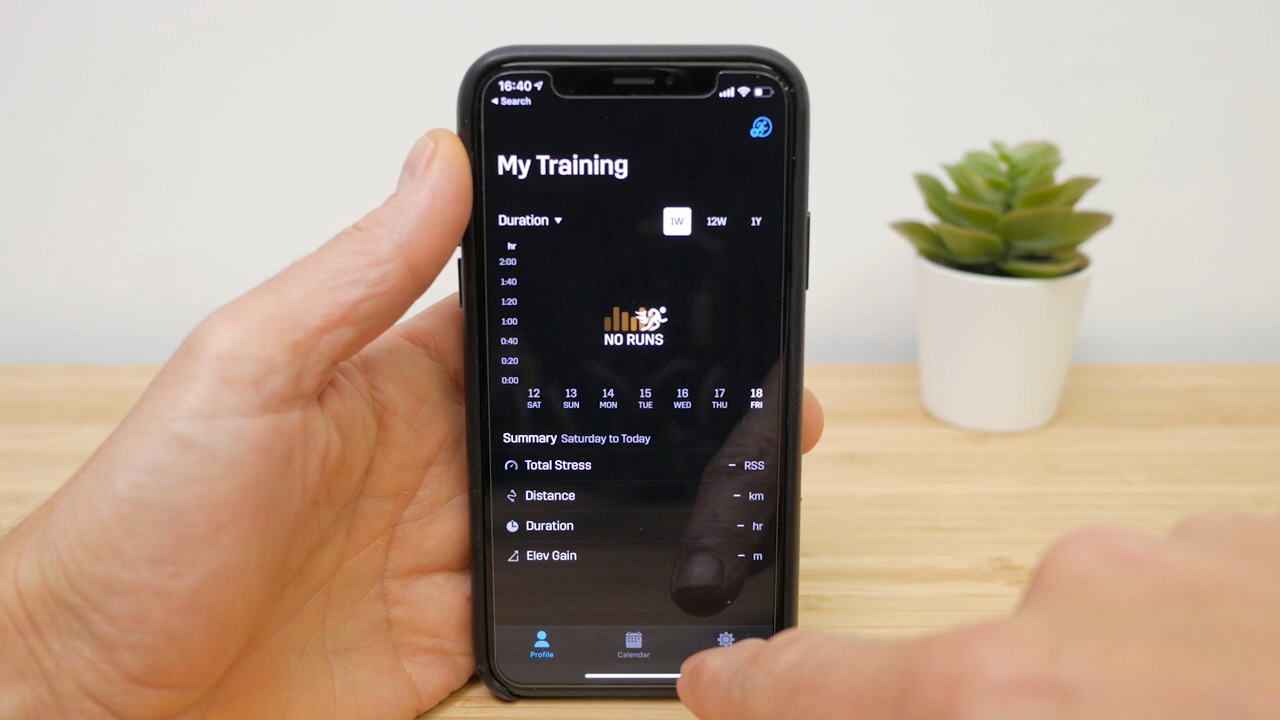 16:40
Search
My Training
Duration 1W 12W 1Y
hr
2:00
1:40
1:20
1:00
0:40
0:20
0:00
NO RUNS
12 13 14 15 16 17 18
SAT SUN MON TUE WED THU FRI
Summary Saturday to Today
Total Stress – RSS
Distance – km
Duration – hr
Elev Gain – m
Profile Calendar